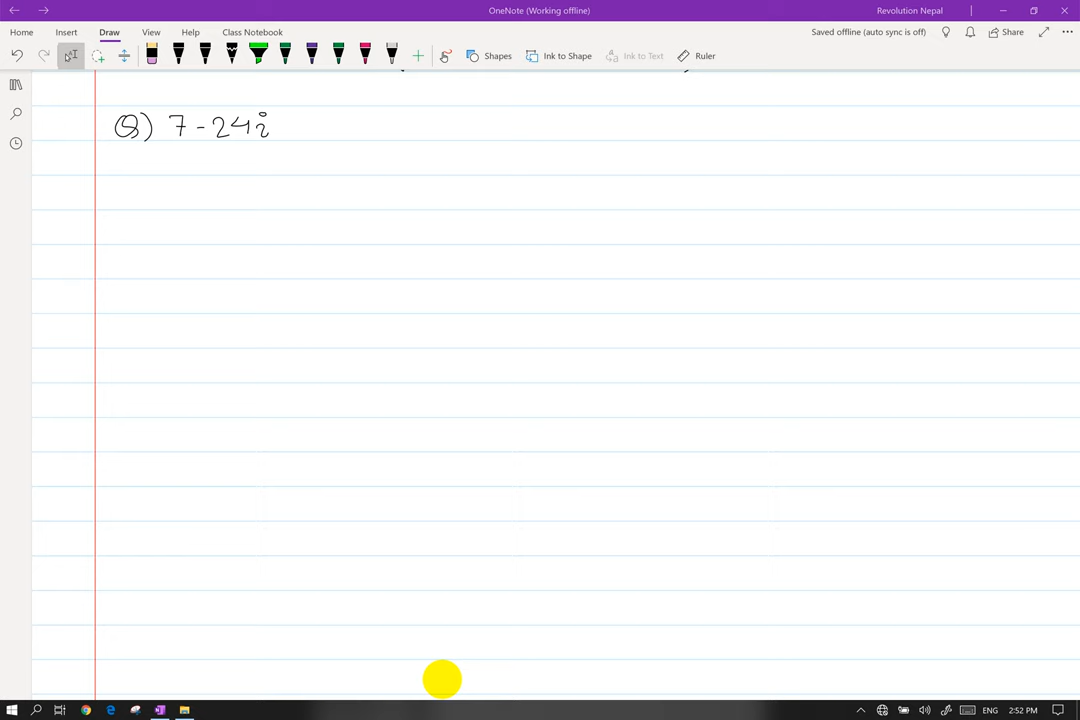 OneNote (Working offline)
Revolution Nepal
Home Insert Draw View Help Class Notebook
Saved offline (auto sync is off)
Share
Shapes
Ink to Shape
Ink to Text
Ruler
Q) 7-24i
ENG
2:52 PM